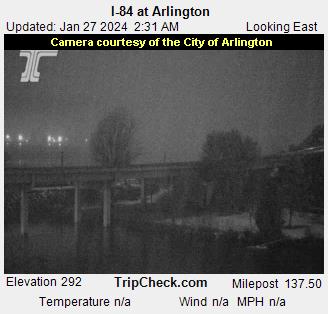 I-84 at Arlington
Updated: Jan 27 2024 2:31 AM Looking East
Camera courtesy of the City of Arlington
Elevation 292 TripCheck.com Milepost 137.50
Temperature n/a Wind n/a MPH n/a